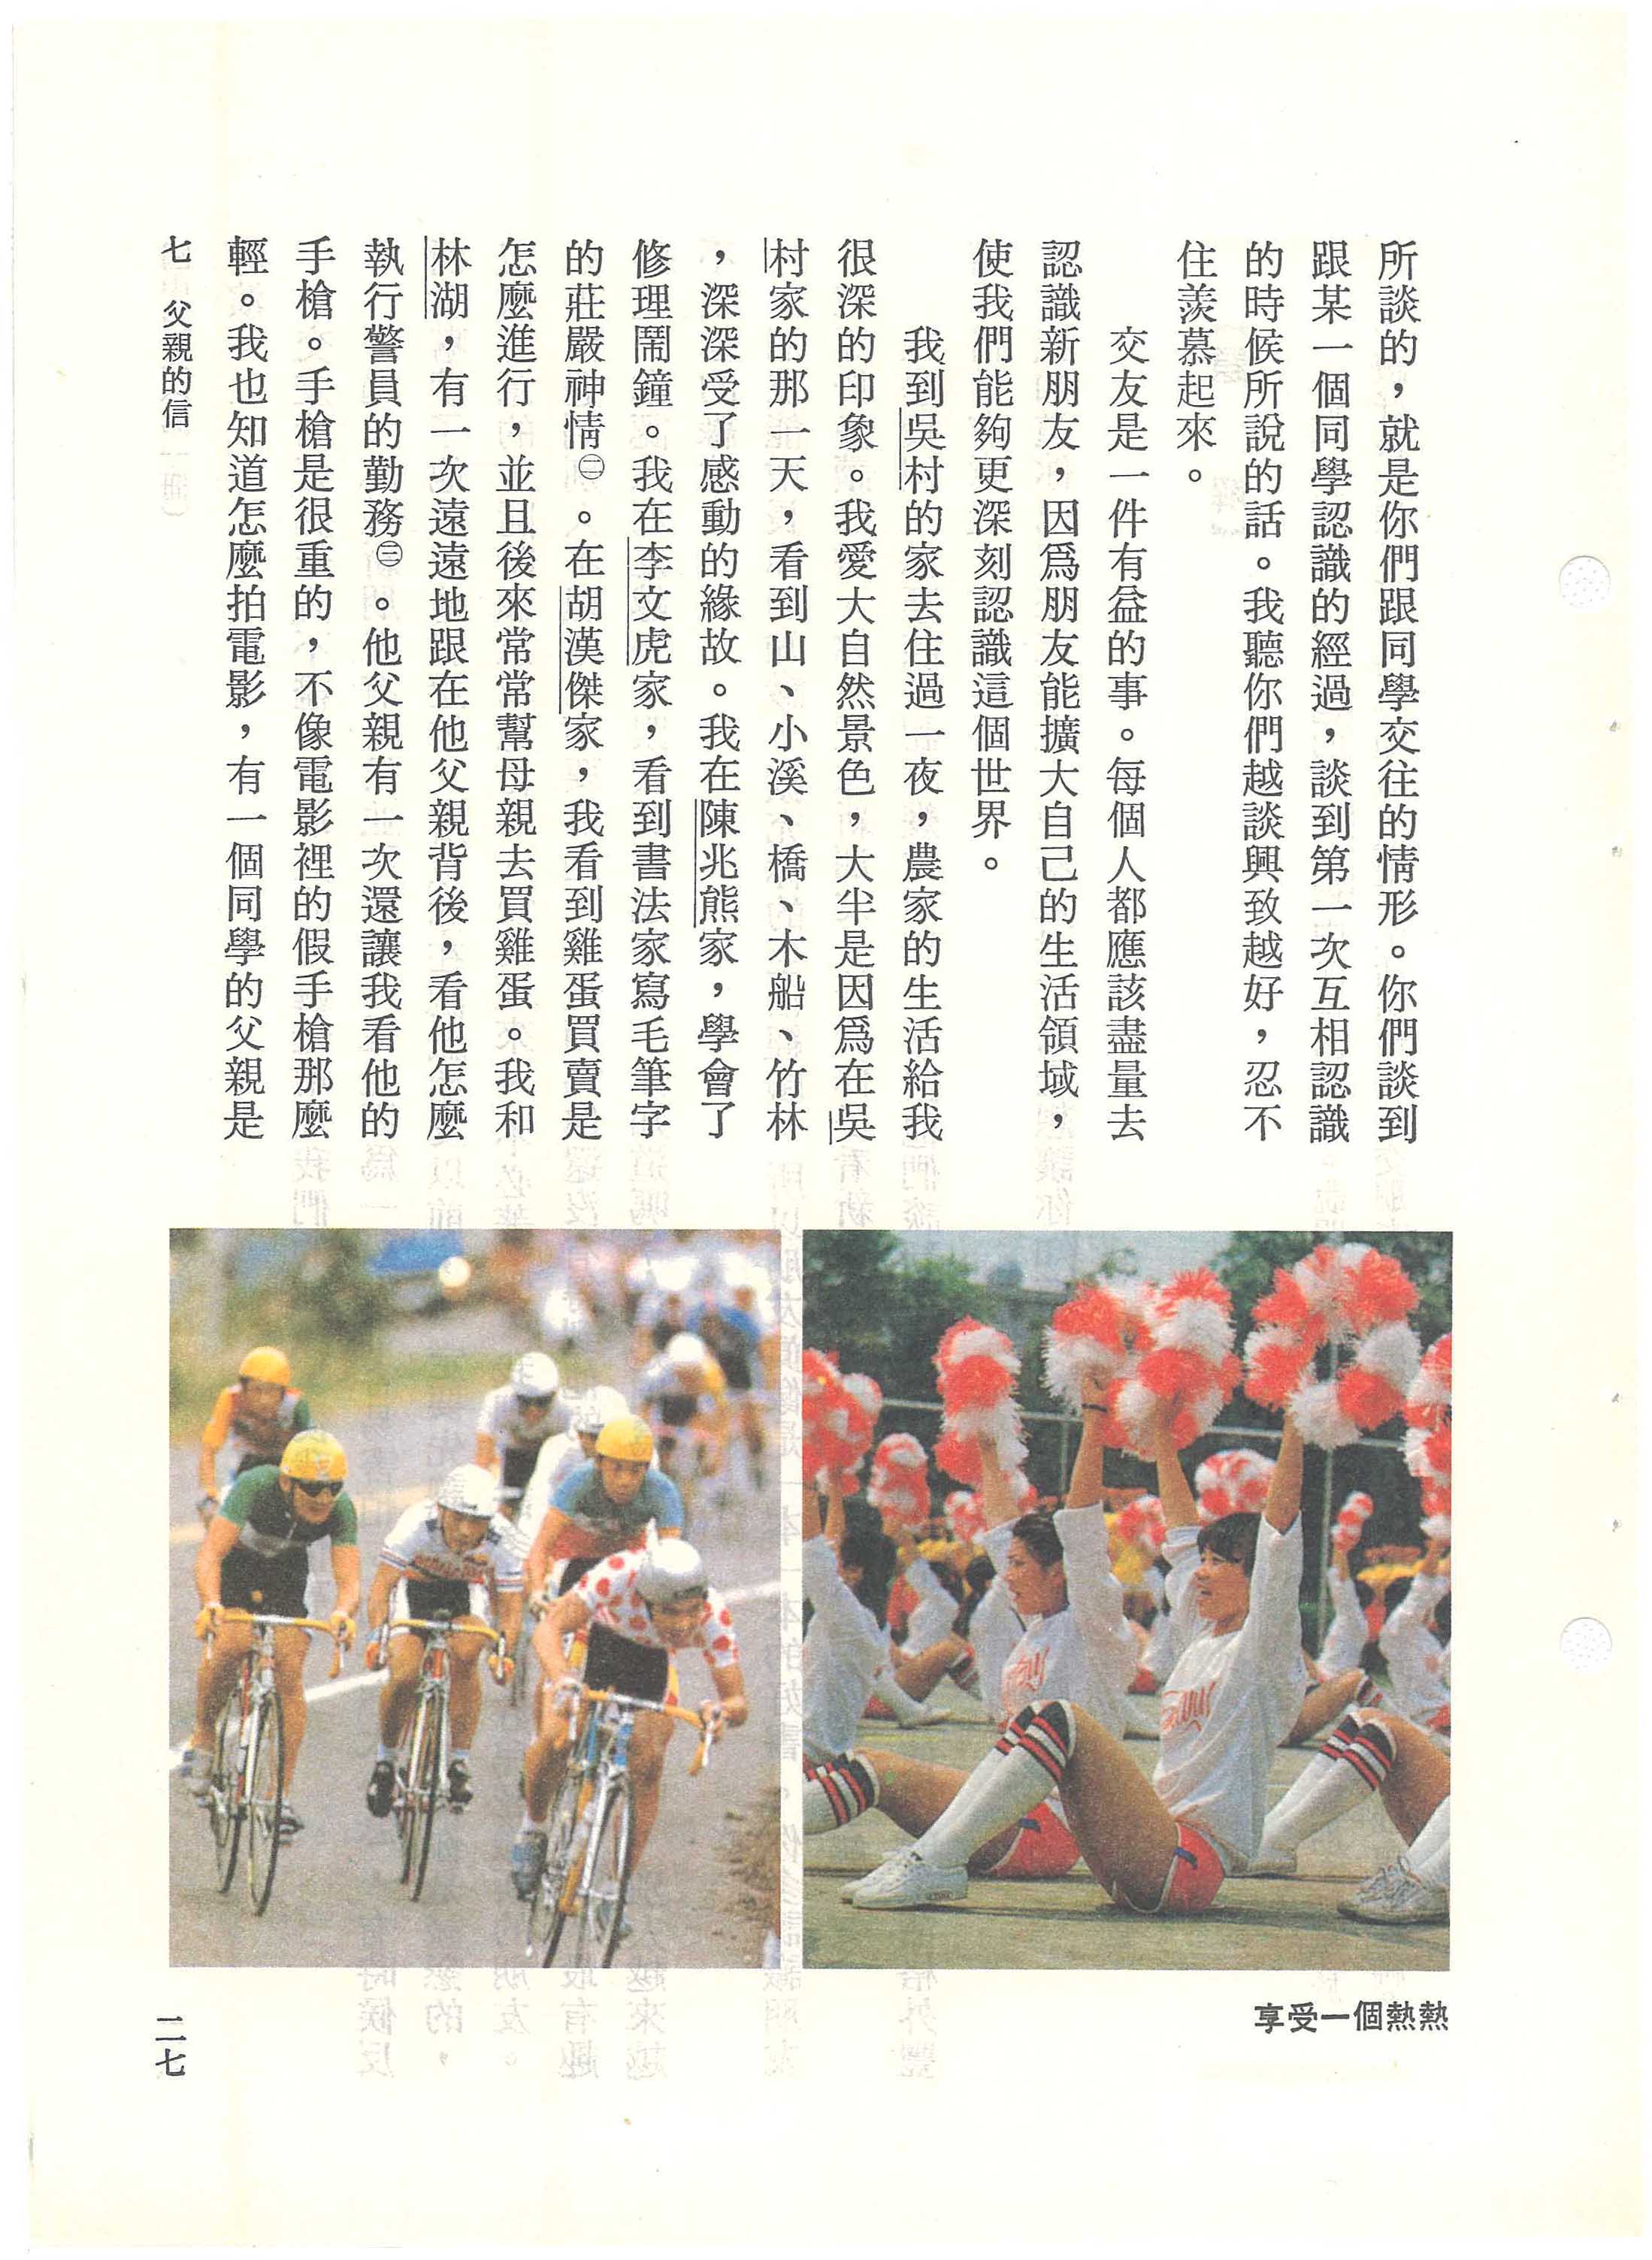 所談的，就是你們跟同學交往的情形。你們談到
跟某一個同學認識的經過，談到第一次互相認識
的時候所說的話。我聽你們越談興致越好，忍不
住羨慕起來。
交友是一件有益的事。每個人都應該盡量去
認識新朋友，因爲朋友能擴大自己的生活領域，
使我們能夠更深刻認識這個世界。
我到吳村的家去住過一夜，農家的生活給我
很深的印象。我愛大自然景色，大半是因爲在吳
村家的那一天，看到山、小溪、橋、木船、竹林
，深深受了感動的緣故。我在陳兆熊家，學會了
修理鬧鐘。我在李文虎家，看到書法家寫毛筆字
的莊嚴神情㊁。在胡漢傑家，我看到雞蛋買賣是
怎麼進行，並且後來常常幫母親去買雞蛋。我和
林湖，有一次遠遠地跟在他父親背後，看他怎麼
執行警員的勤務㊂。他父親有一次還讓我看他的
手槍。手槍是很重的，不像電影裡的假手槍那麼
輕。我也知道怎麼拍電影，有一個同學的父親是
七 父親的信
享受一個熱熱
二七